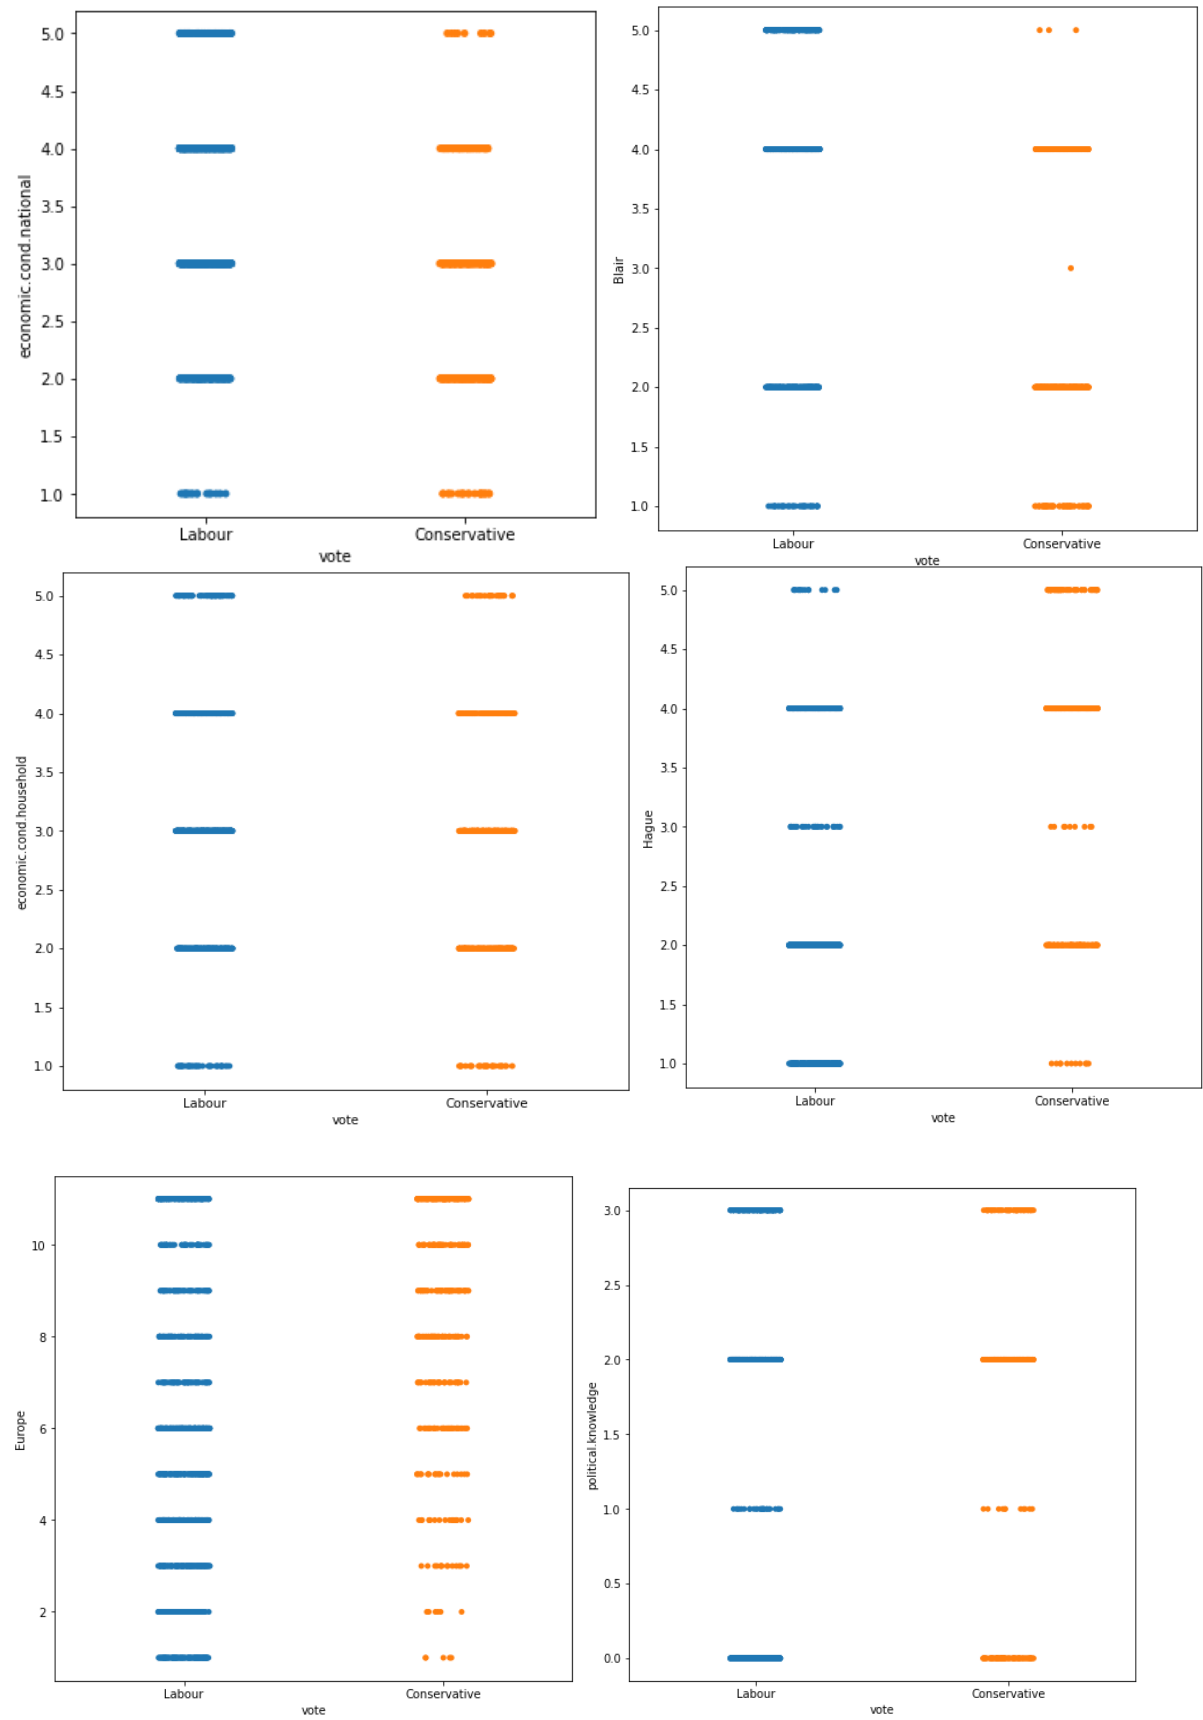 economic.cond.national
5.0
4.5
4.0
3.5
3.0
2.5
2.0
1.5
1.0
Labour
Conservative
vote
Blair
5.0
4.5
4.0
3.5
3.0
2.5
2.0
1.5
1.0
Labour
Conservative
vote
economic.cond.household
5.0
4.5
4.0
3.5
3.0
2.5
2.0
1.5
1.0
Labour
Conservative
vote
Hague
5.0
4.5
4.0
3.5
3.0
2.5
2.0
1.5
1.0
Labour
Conservative
vote
Europe
10
8
6
4
2
Labour
Conservative
vote
political.knowledge
3.0
2.5
2.0
1.5
1.0
0.5
0.0
Labour
Conservative
vote